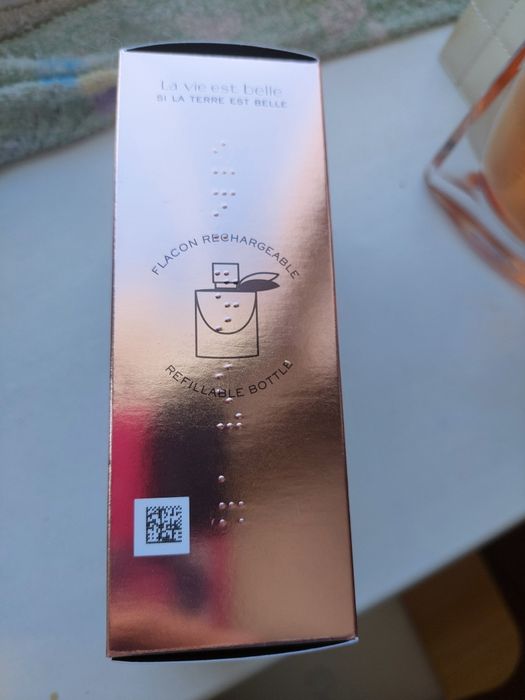 La vie est belle
SI LA TERRE EST BELLE
FLACON RECHARGEABLE
REFILLABLE BOTTLE